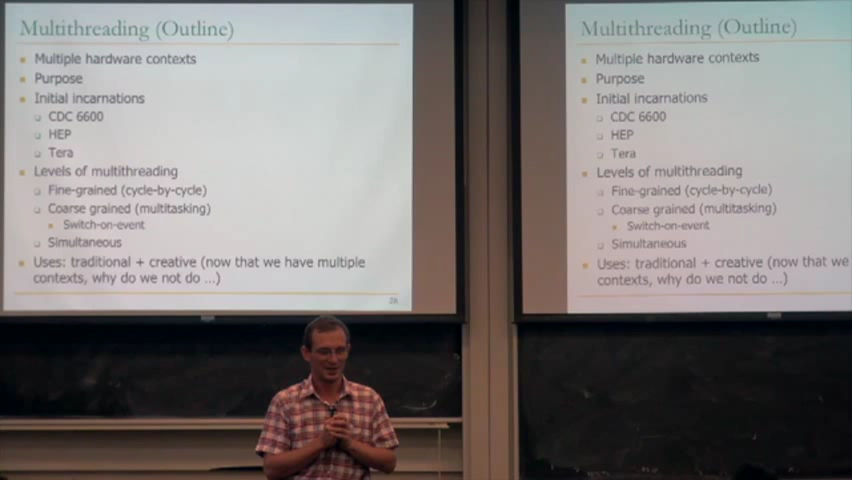 Multithreading (Outline)
Multiple hardware contexts
Purpose
Initial incarnations
CDC 6600
HEP
Tera
Levels of multithreading
Fine-grained (cycle-by-cycle)
Coarse grained (multitasking)
Switch-on-event
Simultaneous
Uses: traditional + creative (now that we have multiple
contexts, why do we not do ...)
Multithreading (Outline)
Multiple hardware contexts
Purpose
Initial incarnations
CDC 6600
HEP
Tera
Levels of multithreading
Fine-grained (cycle-by-cycle)
Coarse grained (multitasking)
Switch-on-event
Simultaneous
Uses: traditional + creative (now that we
contexts, why do we not do ...)